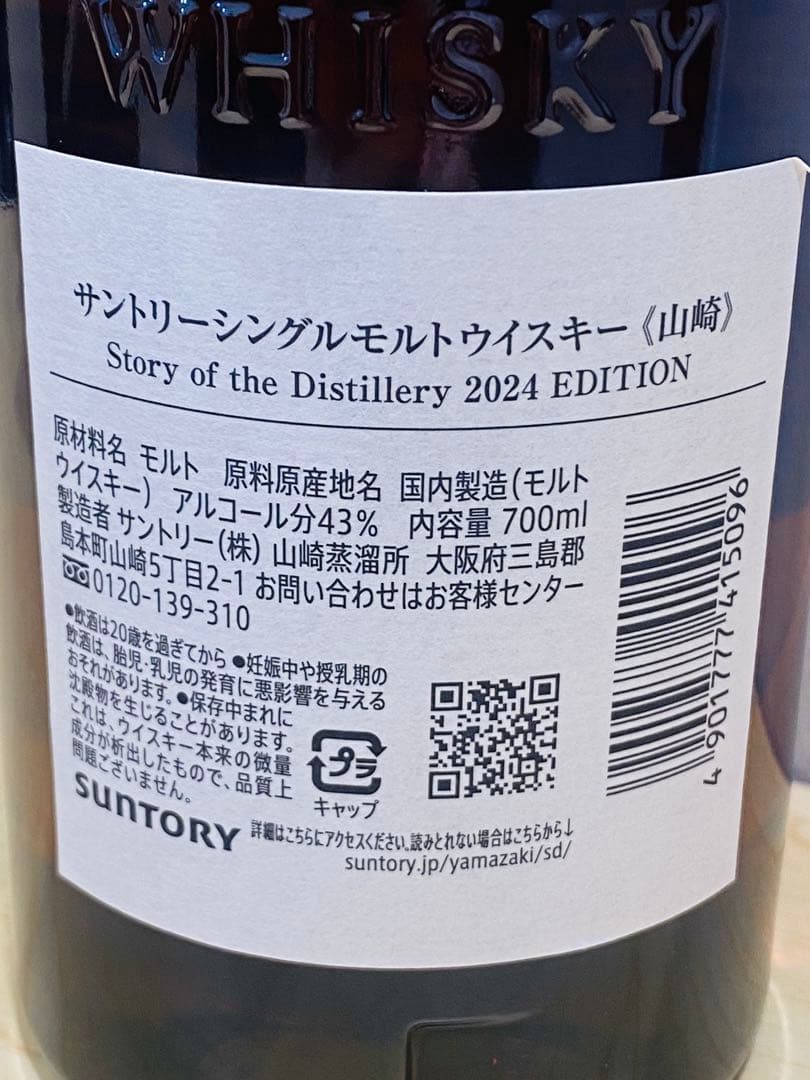 WHISKY
サントリーシングルモルトウイスキー《山崎》
Story of the Distillery 2024 EDITION
原材料名 モルト 原料原産地名 国内製造(モルト
ウイスキー) アルコール分43% 内容量 700ml
製造者 サントリー(株) 山崎蒸溜所 大阪府三島郡
島本町山崎5丁目2-1 お問い合わせはお客様センター
0120-139-310
●飲酒は20歳を過ぎてから ●妊娠中や授乳期の
飲酒は、胎児・乳児の発育に悪影響を与える
おそれがあります。●保存中まれに
沈殿物を生じることがあります。
これは、ウイスキー本来の微量
成分が析出したもので、品質上
問題ございません。
プラ
キャップ
SUNTORY
詳細はこちらにアクセスください。読みとれない場合はこちらから↓
suntory.jp/yamazaki/sd/
4901777415096